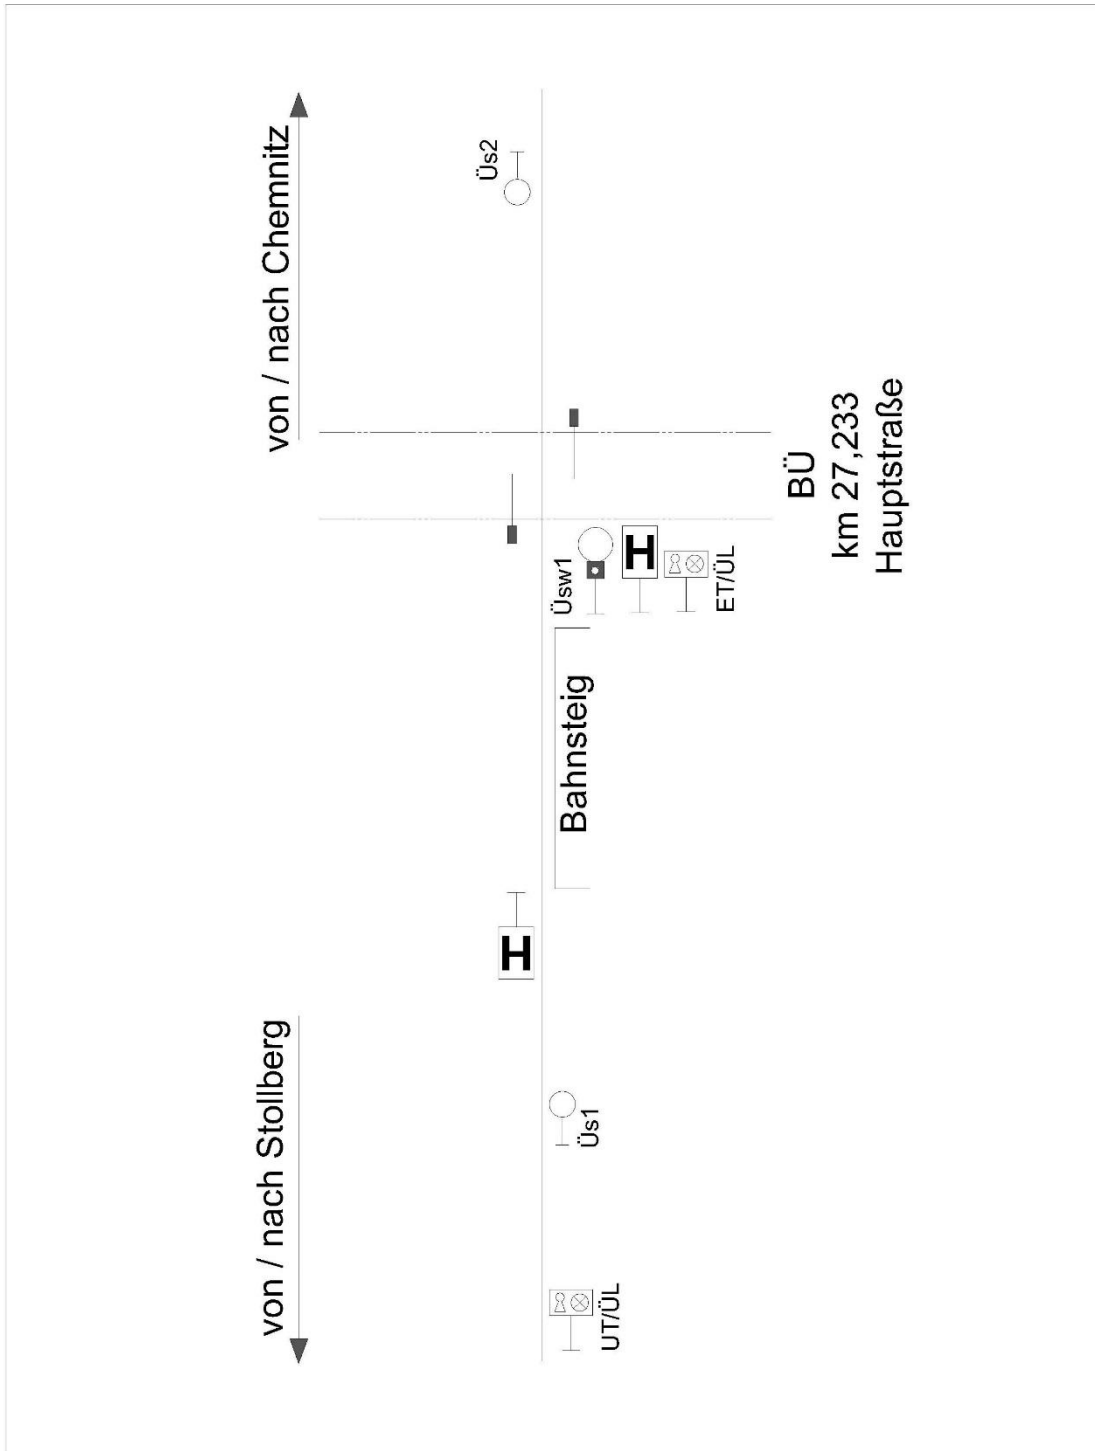 von / nach Stollberg
von / nach Chemnitz
H
Üs2
UT/ÜL
Üs1
Bahnsteig
Üsw1
H
ET/ÜL
BÜ
km 27,233
Hauptstraße